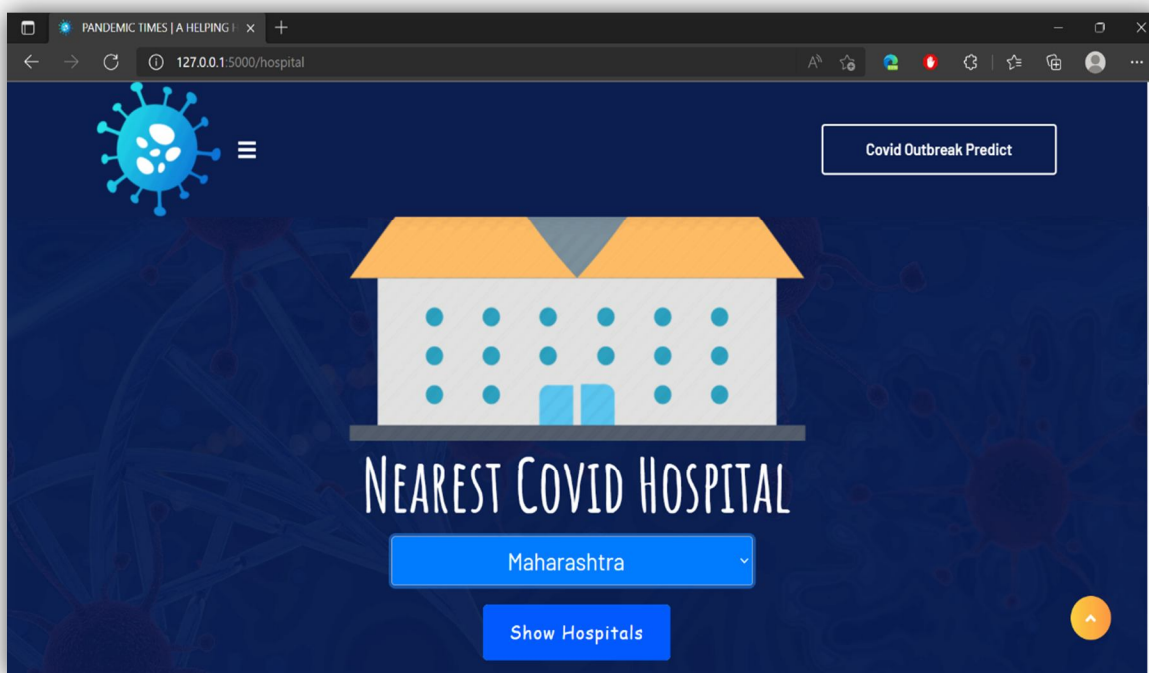 PANDEMIC TIMES | A HELPING H
127.0.0.1:5000/hospital
Covid Outbreak Predict
NEAREST COVID HOSPITAL
Maharashtra
Show Hospitals